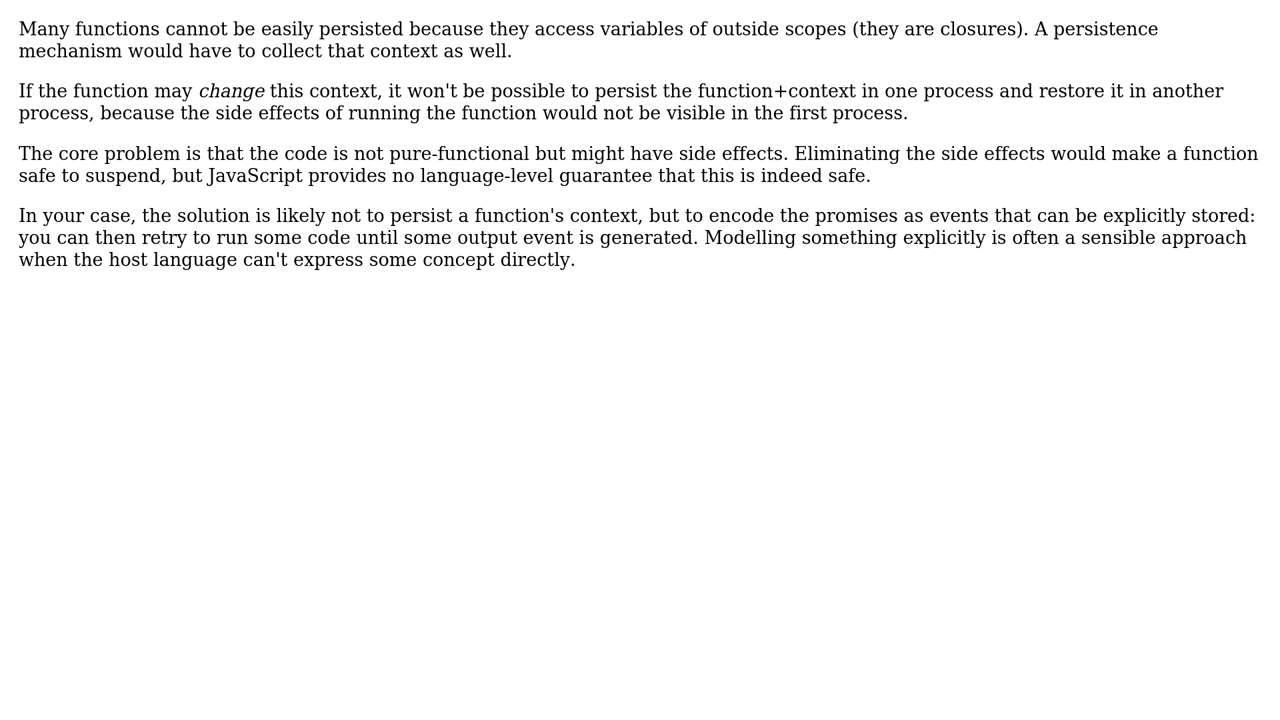 Many functions cannot be easily persisted because they access variables of outside scopes (they are closures). A persistence
mechanism would have to collect that context as well.
If the function may change this context, it won't be possible to persist the function+context in one process and restore it in another
process, because the side effects of running the function would not be visible in the first process.
The core problem is that the code is not pure-functional but might have side effects. Eliminating the side effects would make a function
safe to suspend, but JavaScript provides no language-level guarantee that this is indeed safe.
In your case, the solution is likely not to persist a function's context, but to encode the promises as events that can be explicitly stored:
you can then retry to run some code until some output event is generated. Modelling something explicitly is often a sensible approach
when the host language can't express some concept directly.